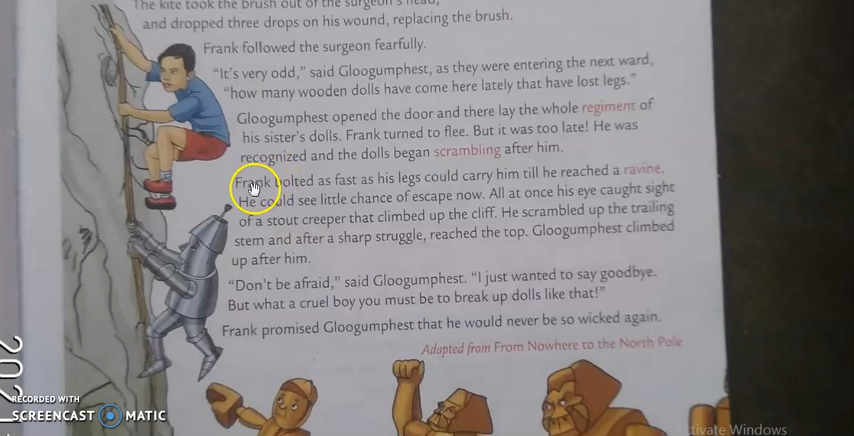 The kite took the brush out of the surgeon's head,
and dropped three drops on his wound, replacing the brush.
Frank followed the surgeon fearfully.
"It's very odd," said Gloogumphest, as they were entering the next ward,
"how many wooden dolls have come here lately that have lost legs."
Gloogumphest opened the door and there lay the whole regiment of
his sister's dolls. Frank turned to flee. But it was too late! He was
recognized and the dolls began scrambling after him.
Frank bolted as fast as his legs could carry him till he reached a ravine.
He could see little chance of escape now. All at once his eye caught sight
of a stout creeper that climbed up the cliff. He scrambled up the trailing
stem and after a sharp struggle, reached the top. Gloogumphest climbed
up after him.
"Don't be afraid," said Gloogumphest. "I just wanted to say goodbye.
But what a cruel boy you must be to break up dolls like that!"
Frank promised Gloogumphest that he would never be so wicked again.
Adapted from From Nowhere to the North Pole
RECORDED WITH
SCREENCAST MATIC
Activate Windows